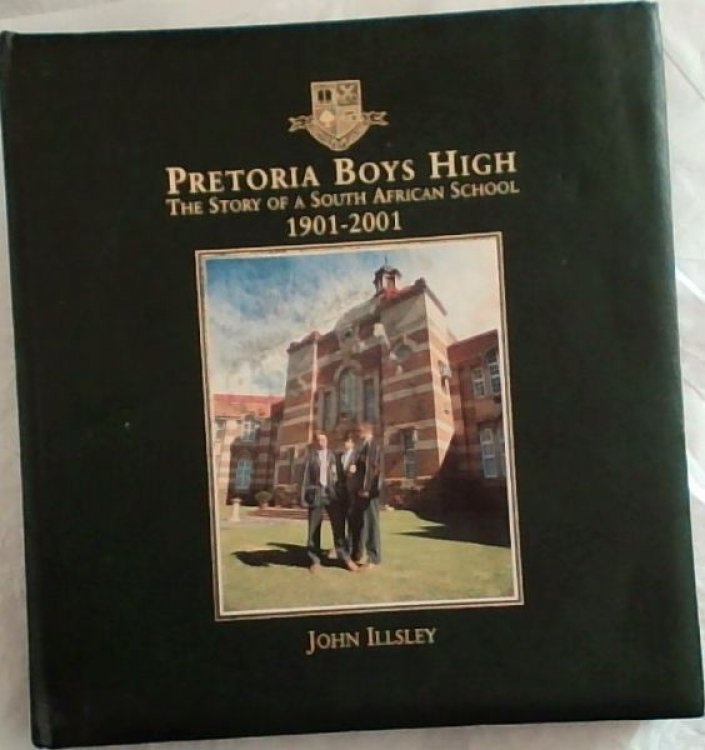 PRETORIA BOYS HIGH
THE STORY OF A SOUTH AFRICAN SCHOOL
1901-2001
JOHN ILLSLEY